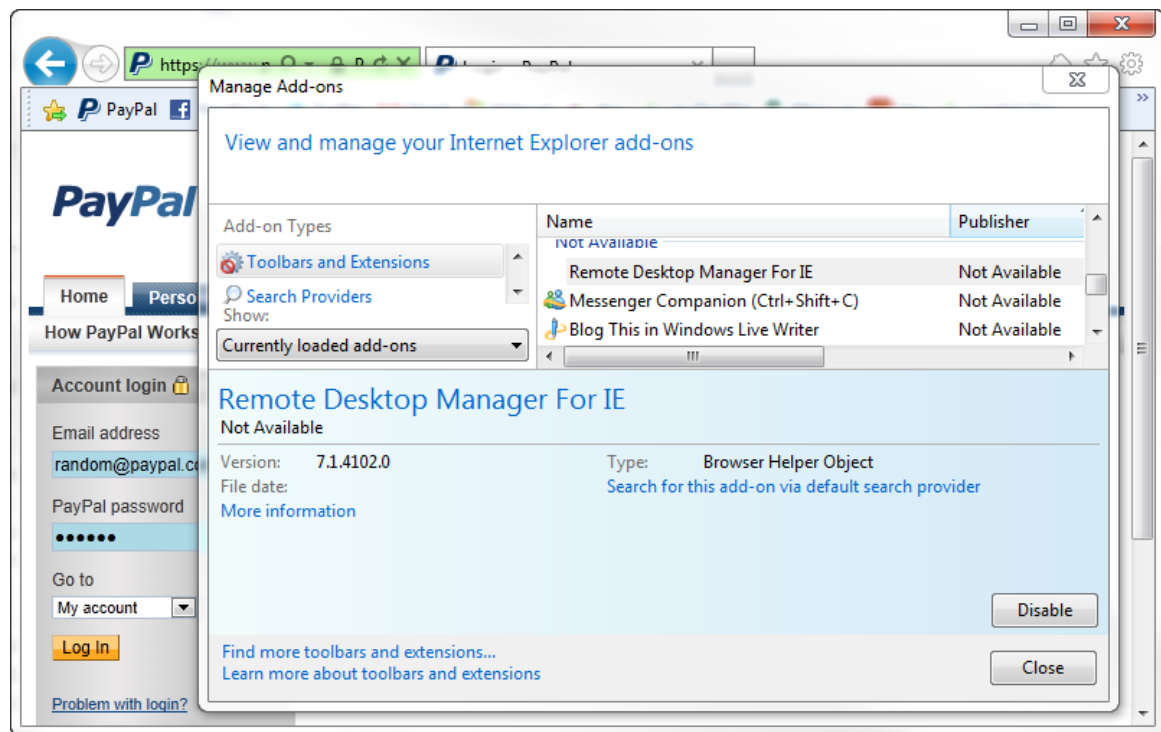 https:
PayPal
Manage Add-ons
View and manage your Internet Explorer add-ons
PayPal
Add-on Types
Toolbars and Extensions
Search Providers
Show:
Currently loaded add-ons
Name Publisher
Not Available
Remote Desktop Manager For IE Not Available
Messenger Companion (Ctrl+Shift+C) Not Available
Blog This in Windows Live Writer Not Available
Home Perso
How PayPal Works
Account login
Email address
random@paypal.co
PayPal password
Go to
My account
Log In
Problem with login?
Remote Desktop Manager For IE
Not Available
Version: 7.1.4102.0 Type: Browser Helper Object
File date: Search for this add-on via default search provider
More information
Disable
Find more toolbars and extensions...
Learn more about toolbars and extensions
Close